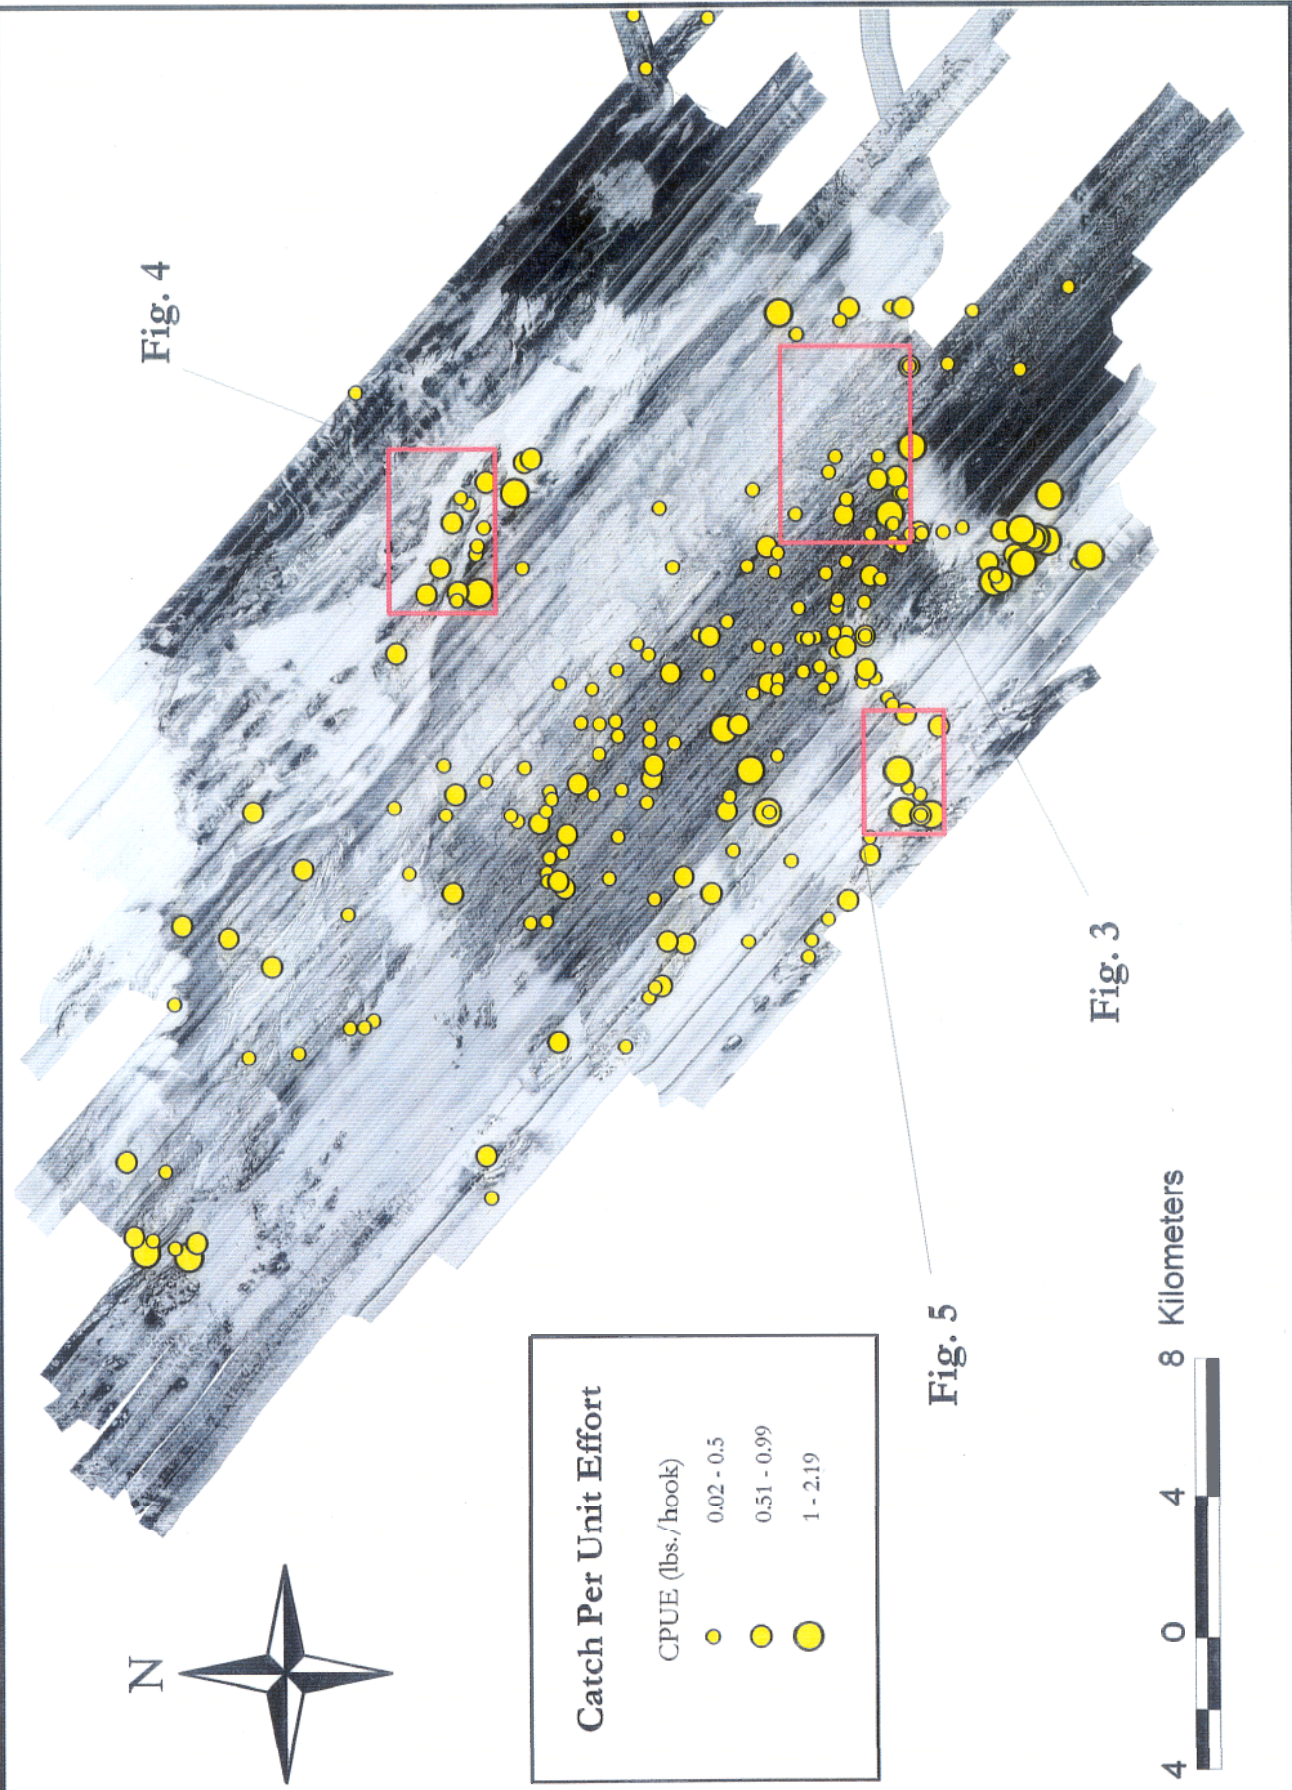 N
Fig. 4
Catch Per Unit Effort
CPUE (lbs./hook)
0.02 - 0.5
0.51 - 0.99
1 - 2.19
Fig. 5
Fig. 3
4 0 4 8 Kilometers